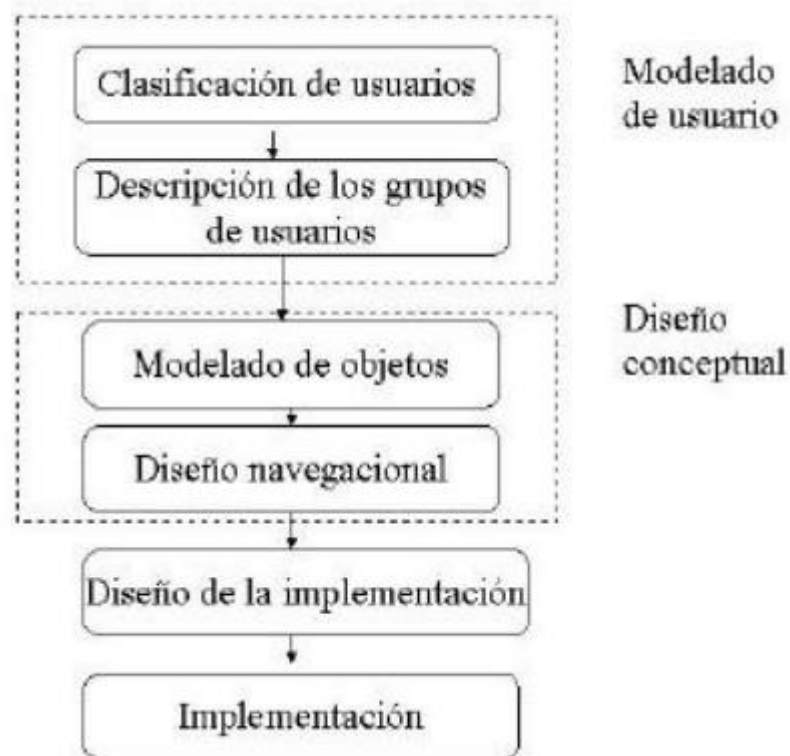 Clasificación de usuarios
Descripción de los grupos
de usuarios
Modelado
de usuario
Modelado de objetos
Diseño navegacional
Diseño
conceptual
Diseño de la implementación
Implementación